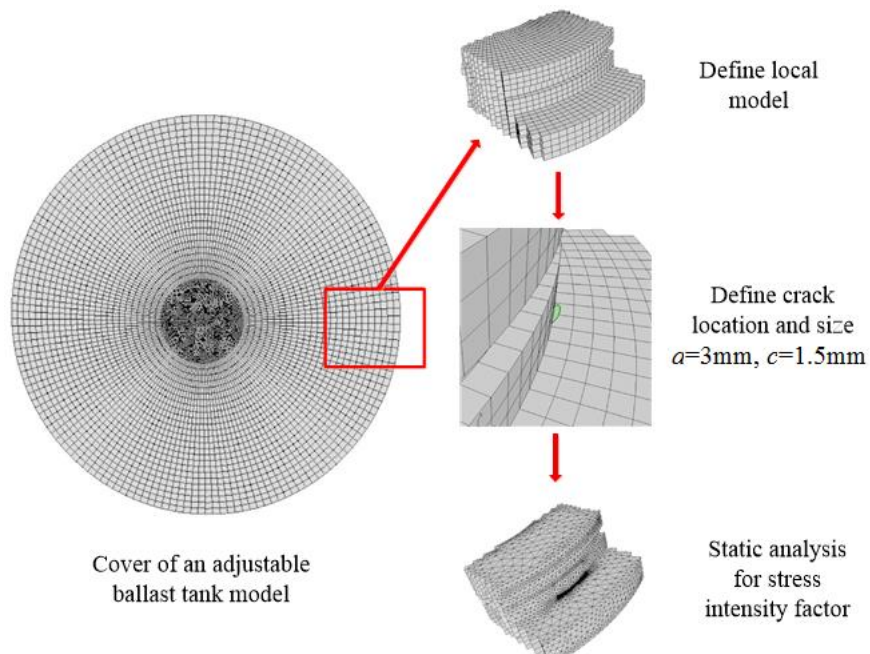 Define local
model
Define crack
location and size
a=3mm, c=1.5mm
Cover of an adjustable
ballast tank model
Static analysis
for stress
intensity factor